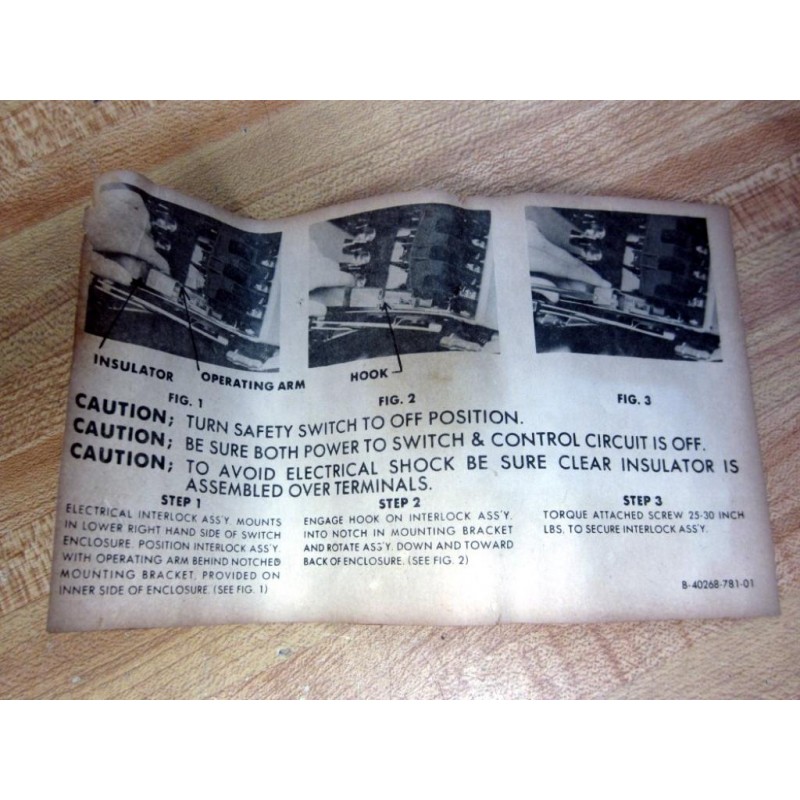 INSULATOR
OPERATING ARM
HOOK
FIG. 1
FIG. 2
FIG. 3
CAUTION; TURN SAFETY SWITCH TO OFF POSITION.
CAUTION; BE SURE BOTH POWER TO SWITCH & CONTROL CIRCUIT IS OFF.
CAUTION; TO AVOID ELECTRICAL SHOCK BE SURE CLEAR INSULATOR IS
ASSEMBLED OVER TERMINALS.
STEP 1
ELECTRICAL INTERLOCK ASS'Y. MOUNTS
IN LOWER RIGHT HAND SIDE OF SWITCH
ENCLOSURE. POSITION INTERLOCK ASS'Y.
WITH OPERATING ARM BEHIND NOTCHED
MOUNTING BRACKET, PROVIDED ON
INNER SIDE OF ENCLOSURE. (SEE FIG. 1)
STEP 2
ENGAGE HOOK ON INTERLOCK ASS'Y.
INTO NOTCH IN MOUNTING BRACKET
AND ROTATE ASS'Y. DOWN AND TOWARD
BACK OF ENCLOSURE. (SEE FIG. 2)
STEP 3
TORQUE ATTACHED SCREW 25-30 INCH
LBS. TO SECURE INTERLOCK ASS'Y.
B-40268-781-01